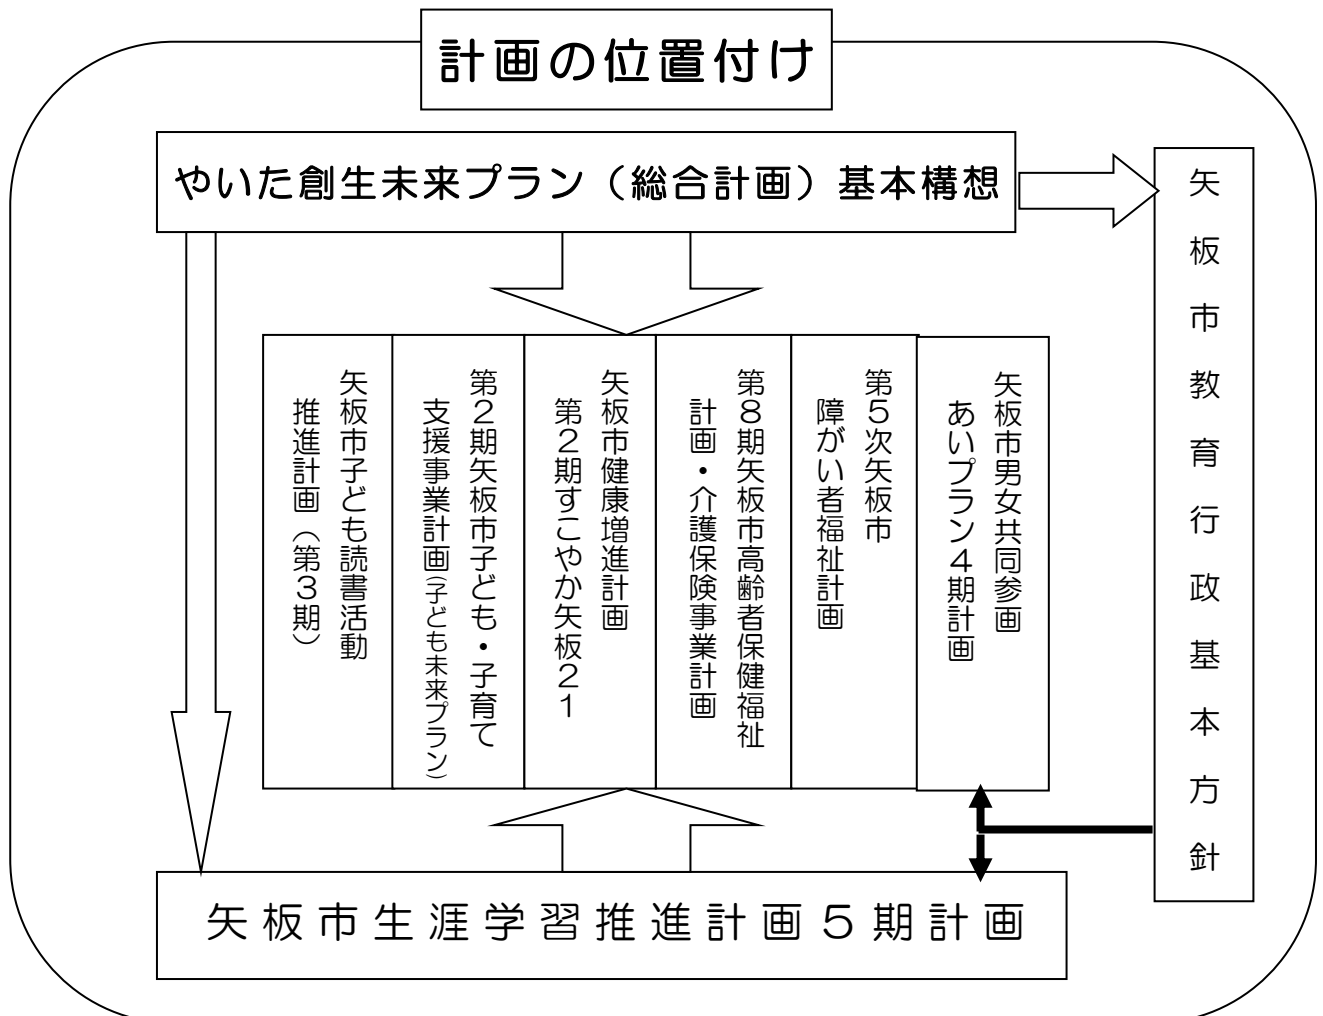 計画の位置付け
やいた創生未来プラン（総合計画）基本構想
矢板市教育行政基本方針
矢板市男女共同参画
あいプラン４期計画
第５次矢板市
障がい者福祉計画
第８期矢板市高齢者保健福祉
計画・介護保険事業計画
矢板市健康増進計画
第２期すこやか矢板２１
第２期矢板市子ども・子育て
支援事業計画（子ども未来プラン）
矢板市子ども読書活動
推進計画（第３期）
矢板市生涯学習推進計画５期計画